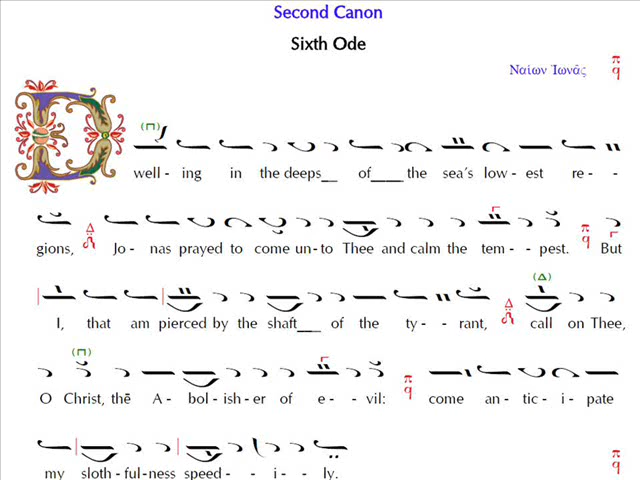 Second Canon
Sixth Ode
Ναίων Ἰωνᾶς
Dwell - ing in the deeps__ of____ the sea's low - est re -
gions, Jo - nas prayed to come un - to Thee and calm the tem - - pest. But
I, that am pierced by the shaft___ of the ty - - rant, call on Thee,
O Christ, thē A - bol - ish - er of e - vil: come an - tic - i - pate
my sloth - ful - ness speed - - i - ly.